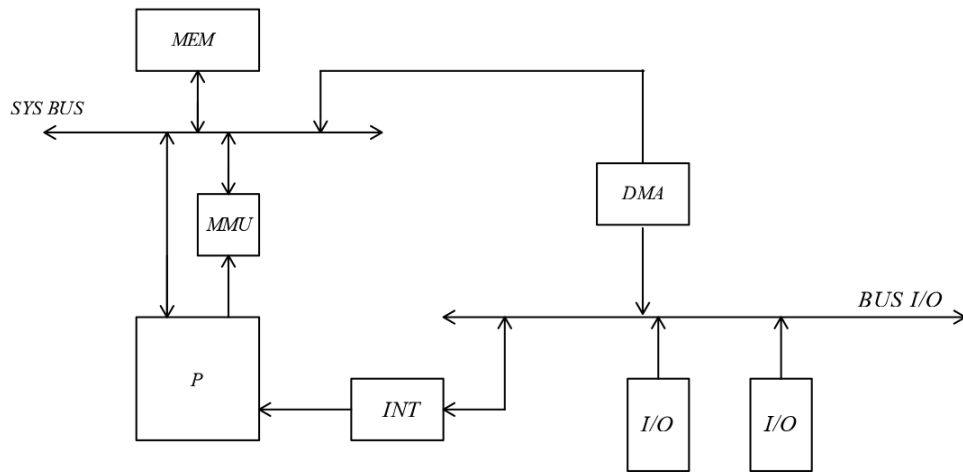 MEM
SYS BUS
DMA
MMU
BUS I/O
P
INT
I/O
I/O